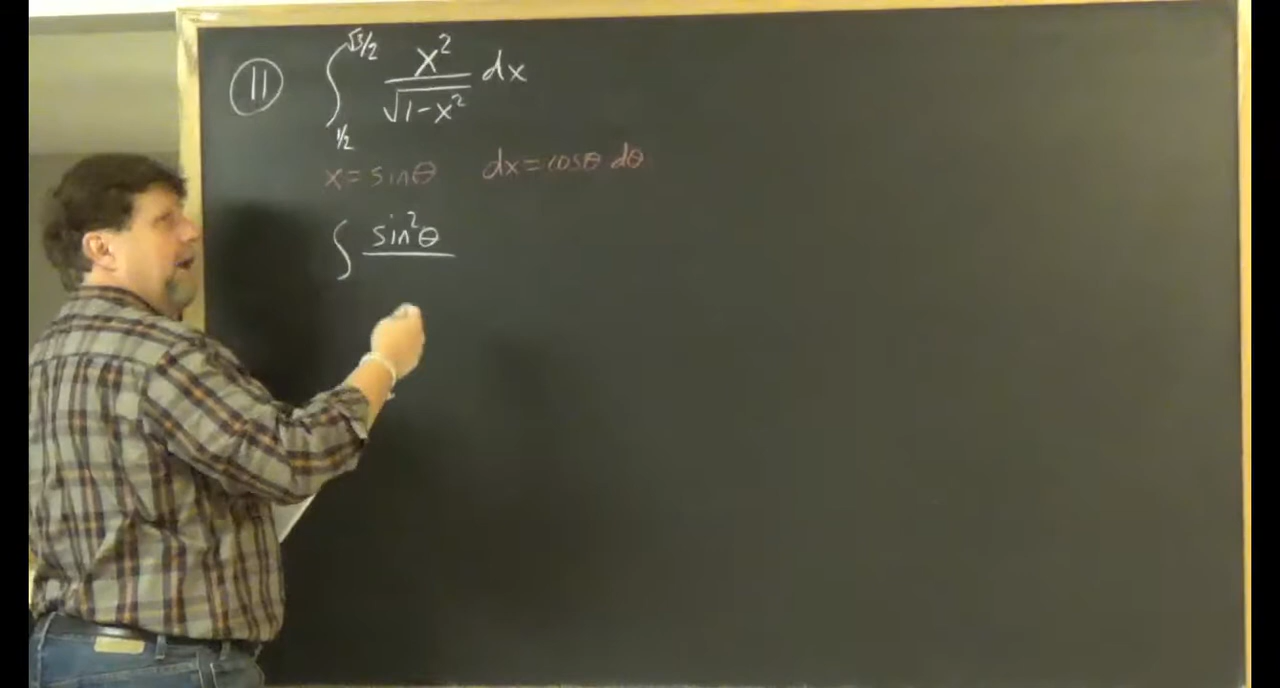 ⑪ ∫_{1/2}^{√3/2} x²/√(1-x²) dx
x = sinθ dx = cosθ dθ
∫ sin²θ